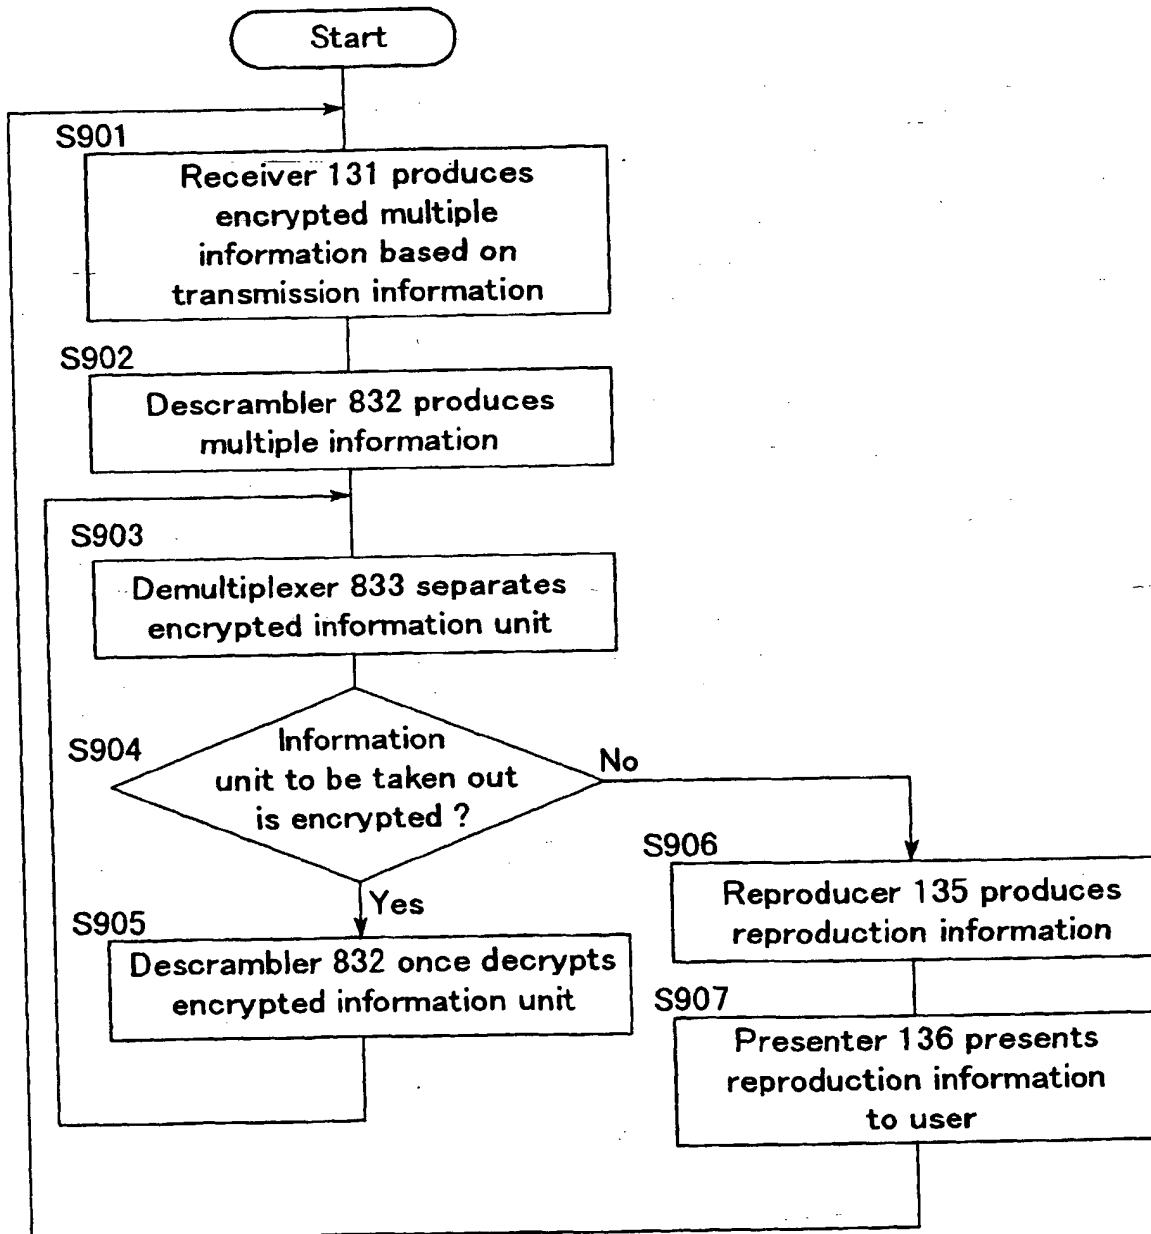 Start
S901
Receiver 131 produces
encrypted multiple
information based on
transmission information
S902
Descrambler 832 produces
multiple information
S903
Demultiplexer 833 separates
encrypted information unit
S904
Information
unit to be taken out
is encrypted ?
No
Yes
S905
Descrambler 832 once decrypts
encrypted information unit
S906
Reproducer 135 produces
reproduction information
S907
Presenter 136 presents
reproduction information
to user